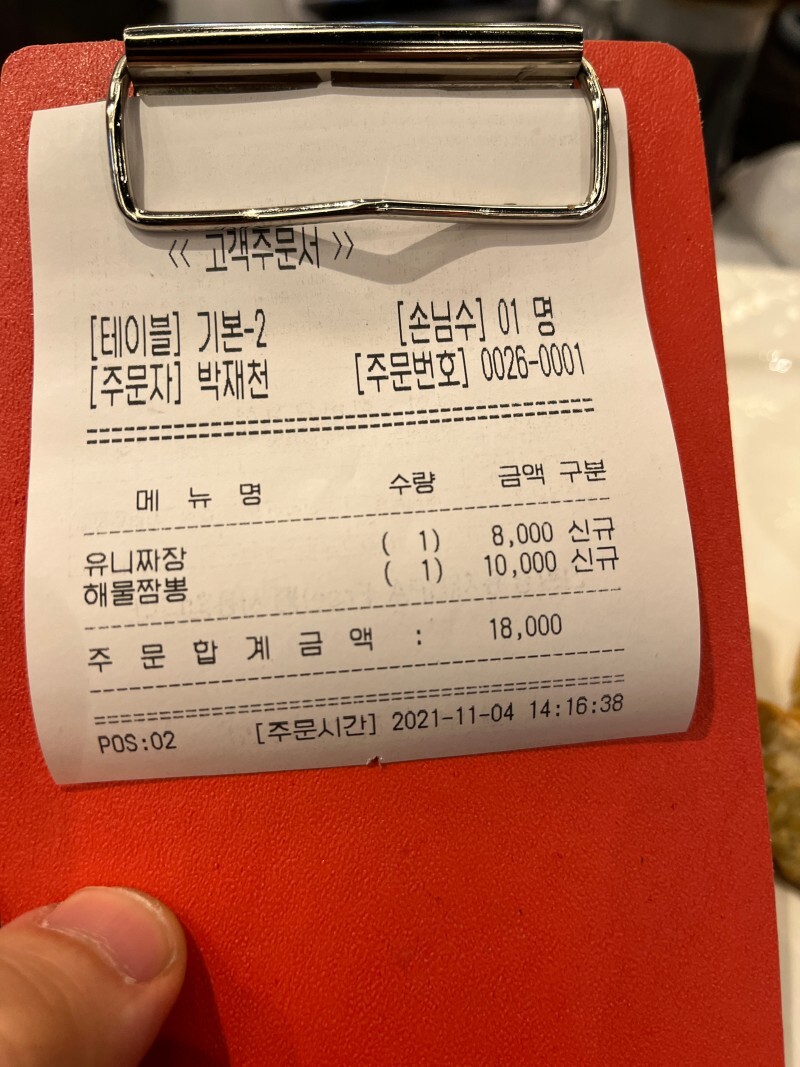 << 고객주문서 >>
[테이블] 기본-2 [손님수] 01 명
[주문자] 박재천 [주문번호] 0026-0001
메 뉴 명 수량 금액 구분
유니짜장 ( 1) 8,000 신규
해물짬뽕 ( 1) 10,000 신규
주 문 합 계 금 액 : 18,000
POS:02 [주문시간] 2021-11-04 14:16:38